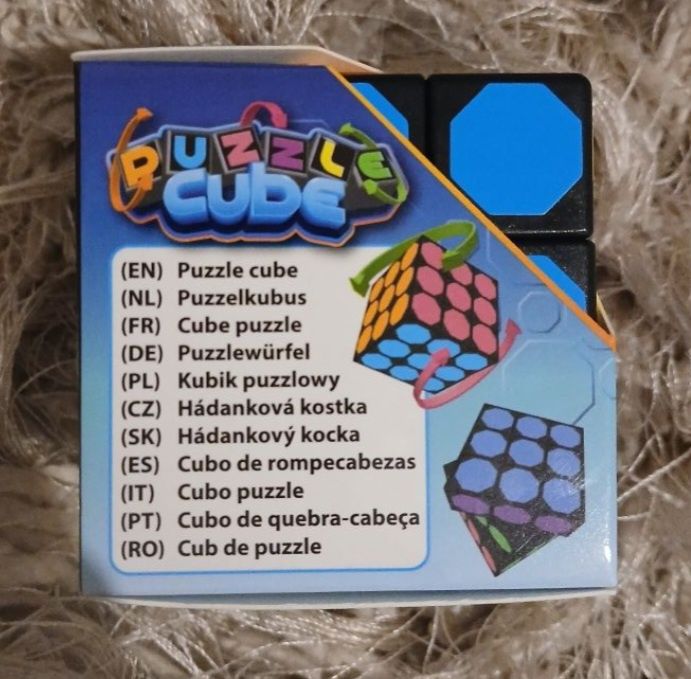 PUZZLE
CUBE
(EN) Puzzle cube
(NL) Puzzelkubus
(FR) Cube puzzle
(DE) Puzzlewürfel
(PL) Kubik puzzlowy
(CZ) Hádanková kostka
(SK) Hádankový kocka
(ES) Cubo de rompecabezas
(IT) Cubo puzzle
(PT) Cubo de quebra-cabeça
(RO) Cub de puzzle